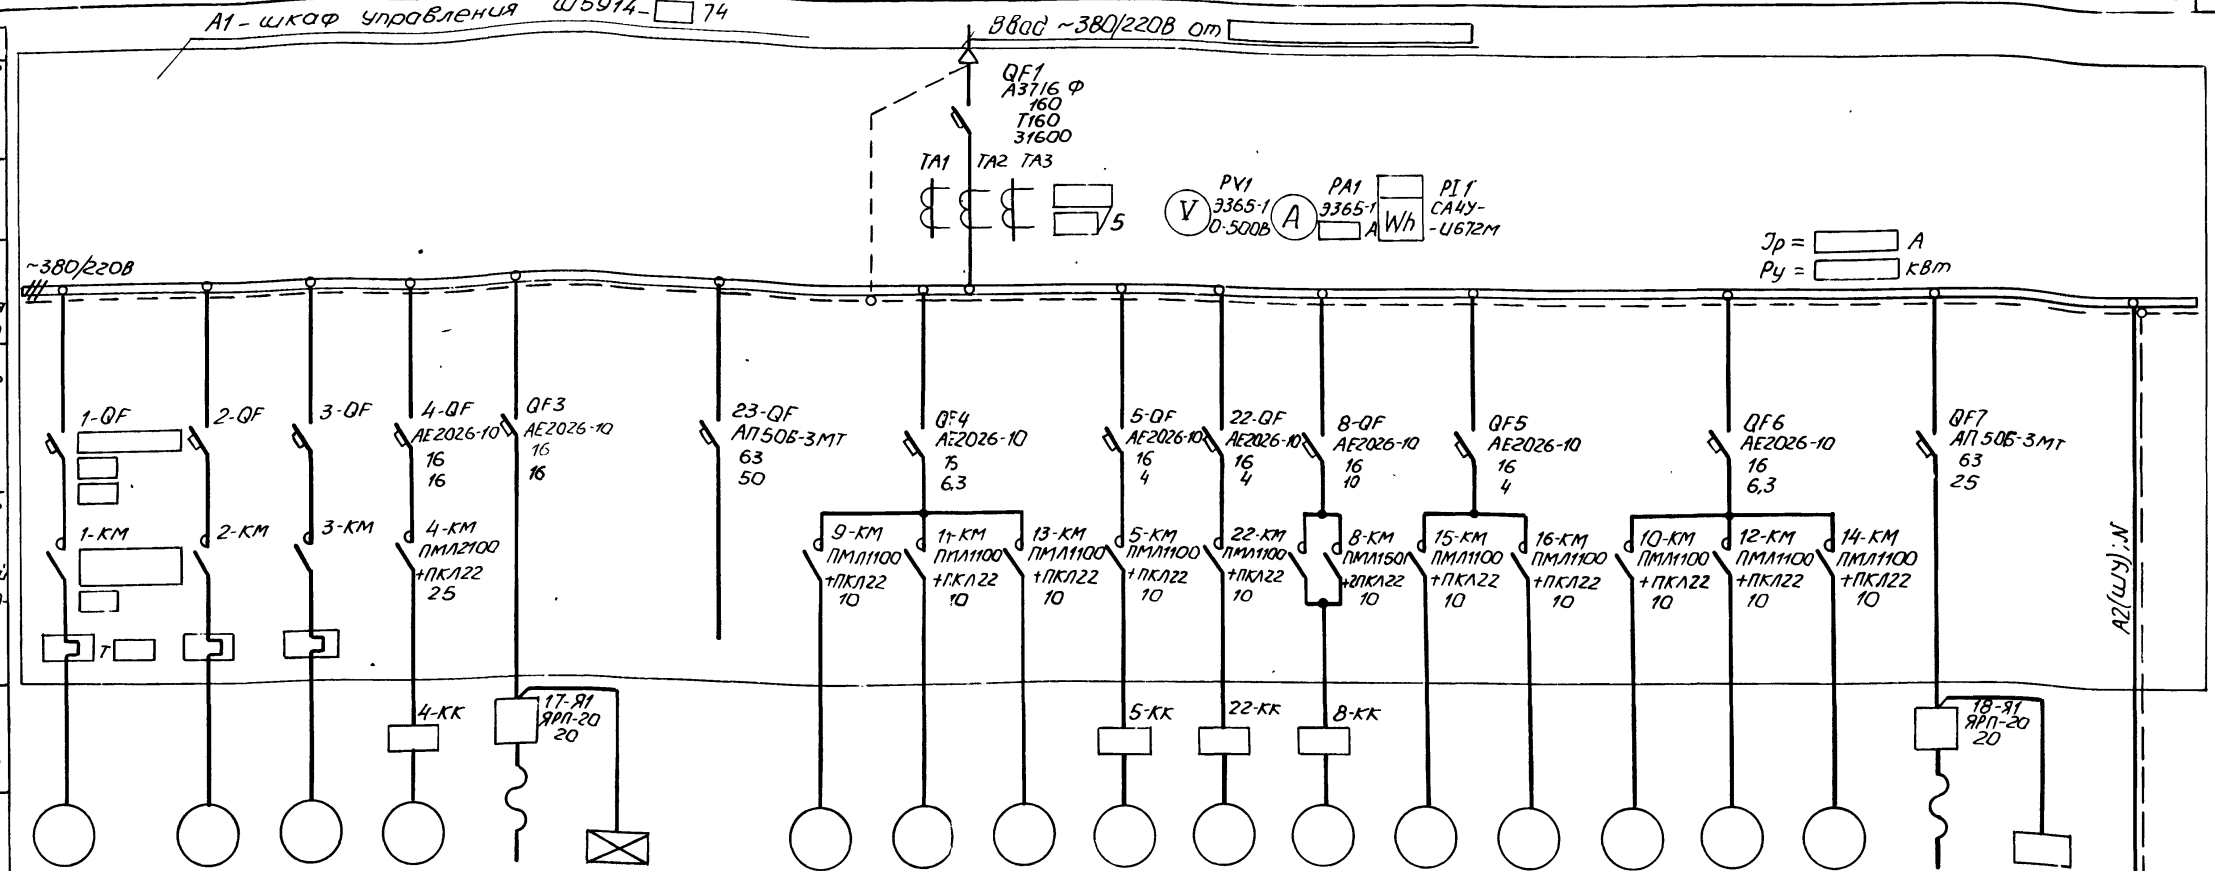 А1 - шкаф управления Ш5914- 74
Ввод ~380/220В от
QF1
А3716 Ф
160
Т160
31600
ТА1 ТА2 ТА3
/5
V
PV1
Э365-1
0-500В
А
PA1
Э365-1
А
Wh
PI1
СА4У-
-И672М
Jр = А
Ру = кВт
~380/220В
1-QF
2-QF
3-QF
4-QF
АЕ2026-10
16
16
QF3
АЕ2026-10
16
16
23-QF
АП50Б-3МТ
63
50
QF4
АЕ2026-10
6,3
5-QF
АЕ2026-10
16
4
22-QF
АЕ2026-10
16
4
8-QF
АЕ2026-10
16
10
QF5
АЕ2026-10
16
4
QF6
АЕ2026-10
16
6,3
QF7
АП50Б-3МТ
63
25
1-КМ
2-КМ
3-КМ
4-КМ
ПМЛ2100
+ПКЛ22
25
9-КМ
ПМЛ1100
+ПКЛ22
10
11-КМ
ПМЛ1100
+ПКЛ22
10
13-КМ
ПМЛ1100
+ПКЛ22
10
5-КМ
ПМЛ1100
+ПКЛ22
10
22-КМ
ПМЛ1100
+ПКЛ22
10
8-КМ
ПМЛ1501
+2ПКЛ22
10
15-КМ
ПМЛ1100
+ПКЛ22
10
16-КМ
ПМЛ1100
+ПКЛ22
10
10-КМ
ПМЛ1100
+ПКЛ22
10
12-КМ
ПМЛ1100
+ПКЛ22
10
14-КМ
ПМЛ1100
+ПКЛ22
10
А2(ШУ);N
Т
4-КК
17-Я1
ЯРП-20
20
5-КК
22-КК
8-КК
18-Я1
ЯРП-20
20